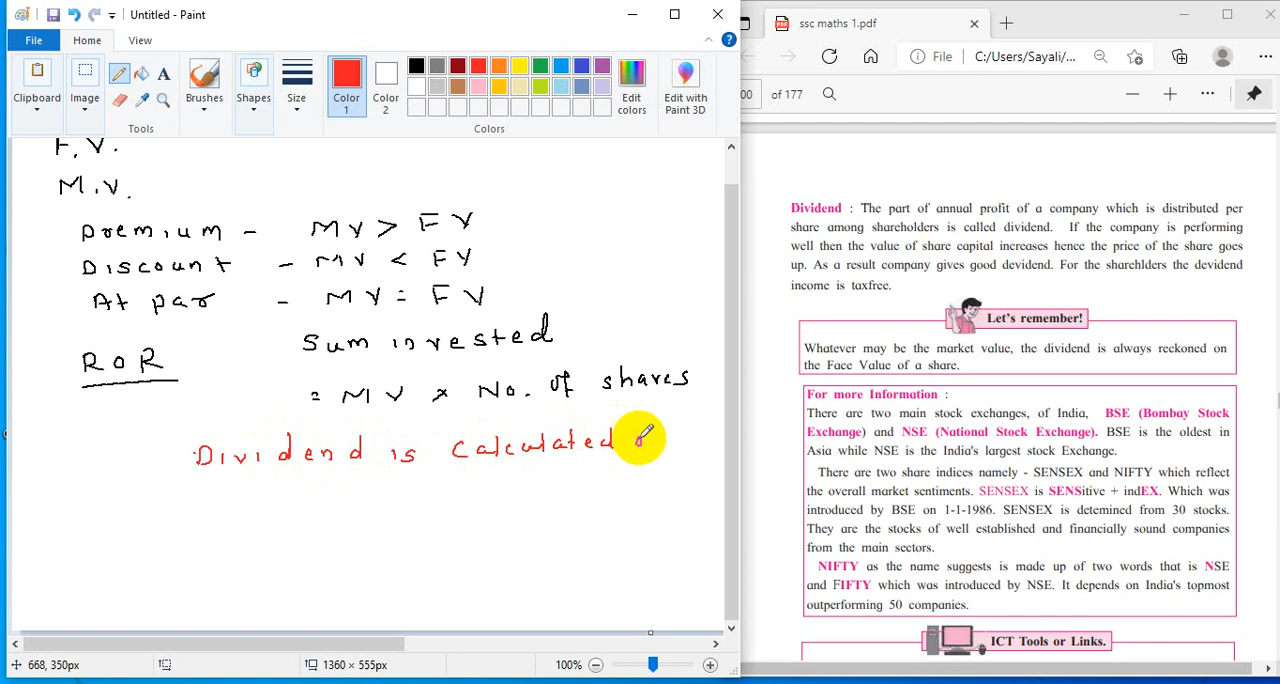 Untitled - Paint
File
Home
View
Clipboard
Image
Tools
Brushes
Shapes
Size
Color 1
Color 2
Edit colors
Edit with Paint 3D
Colors
F.V.
M.V.
Premium - MV > FV
Discount - MV < FV
At par - MV = FV
ROR
Sum invested
= MV × No. of shares
Dividend is calculated
668, 350px
1360 × 555px
100%
ssc maths 1.pdf
File
C:/Users/Sayali/...
00 of 177
Dividend : The part of annual profit of a company which is distributed per
share among shareholders is called dividend. If the company is performing
well then the value of share capital increases hence the price of the share goes
up. As a result company gives good devidend. For the sharehlders the devidend
income is taxfree.
Let's remember!
Whatever may be the market value, the dividend is always reckoned on
the Face Value of a share.
For more Information :
There are two main stock exchanges, of India, BSE (Bombay Stock
Exchange) and NSE (National Stock Exchange). BSE is the oldest in
Asia while NSE is the India's largest stock Exchange.
There are two share indices namely - SENSEX and NIFTY which reflect
the overall market sentiments. SENSEX is SENSitive + indEX. Which was
introduced by BSE on 1-1-1986. SENSEX is detemined from 30 stocks.
They are the stocks of well established and financially sound companies
from the main sectors.
NIFTY as the name suggests is made up of two words that is NSE
and FIFTY which was introduced by NSE. It depends on India's topmost
outperforming 50 companies.
ICT Tools or Links.